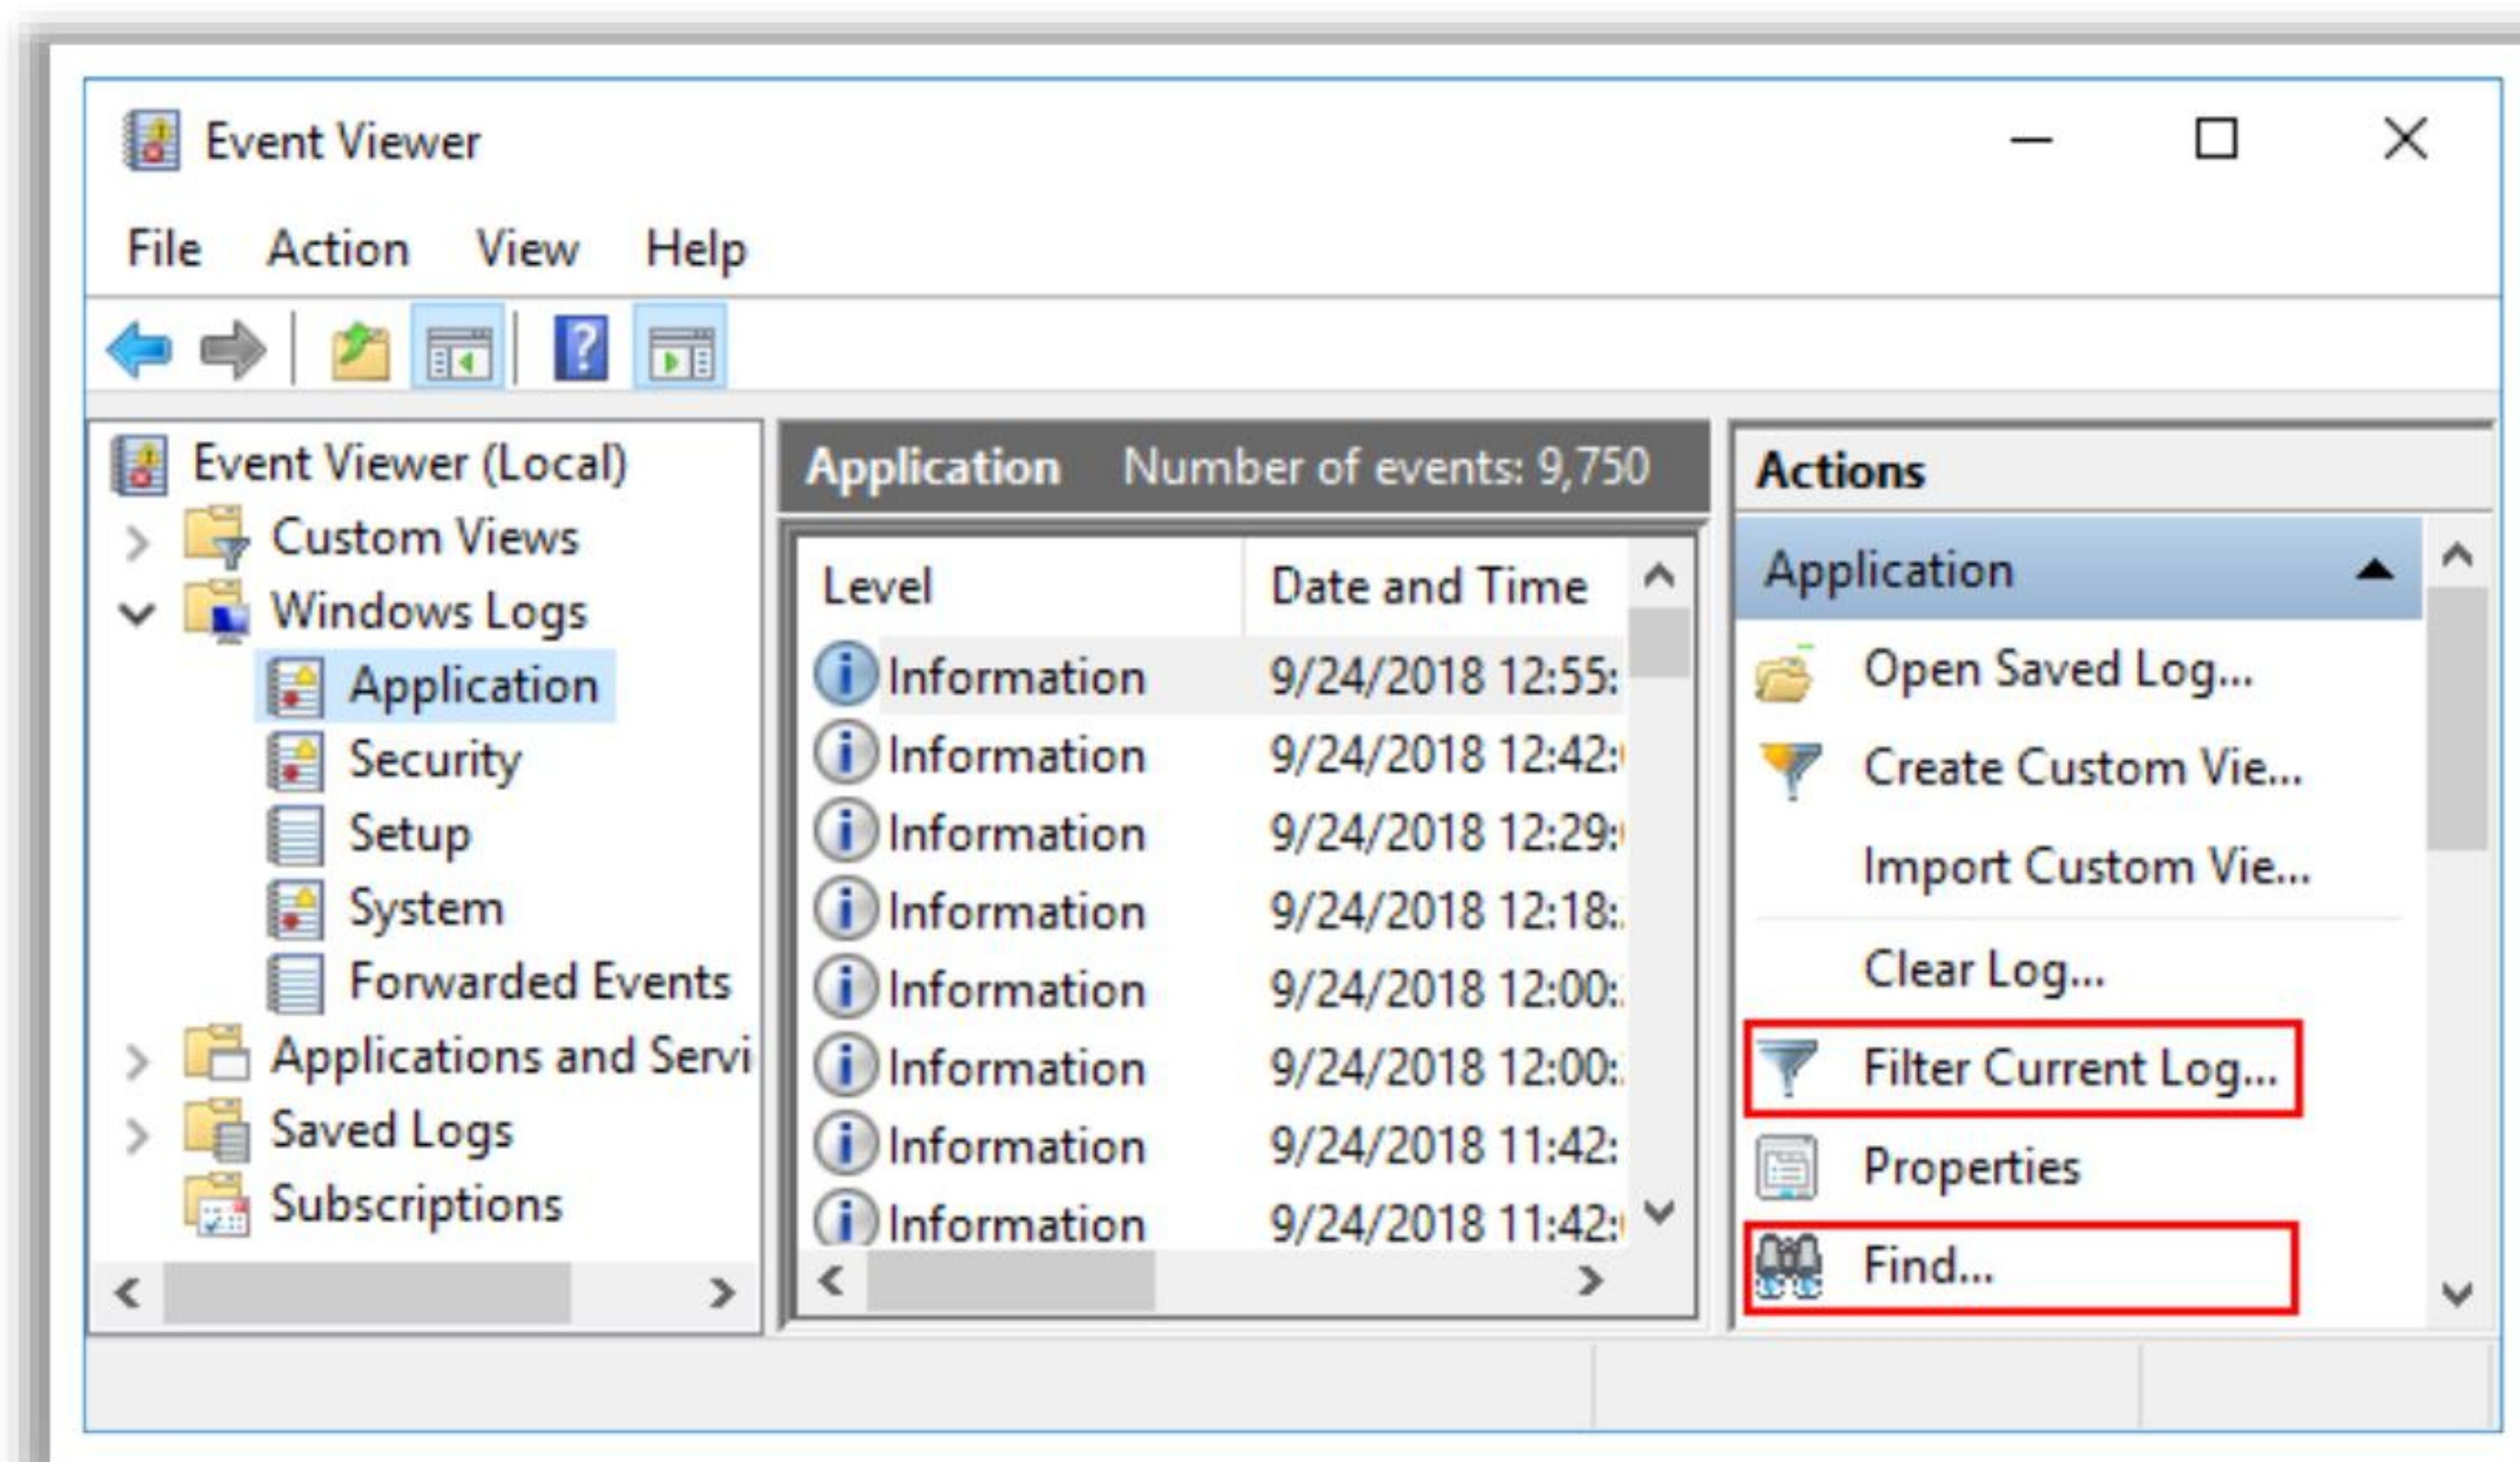 Event Viewer
File Action View Help
Event Viewer (Local)
Custom Views
Windows Logs
Application
Security
Setup
System
Forwarded Events
Applications and Servi
Saved Logs
Subscriptions
Application Number of events: 9,750
Level Date and Time
Information 9/24/2018 12:55:
Information 9/24/2018 12:42:
Information 9/24/2018 12:29:
Information 9/24/2018 12:18:
Information 9/24/2018 12:00:
Information 9/24/2018 12:00:
Information 9/24/2018 11:42:
Information 9/24/2018 11:42:
Actions
Application
Open Saved Log...
Create Custom Vie...
Import Custom Vie...
Clear Log...
Filter Current Log...
Properties
Find...